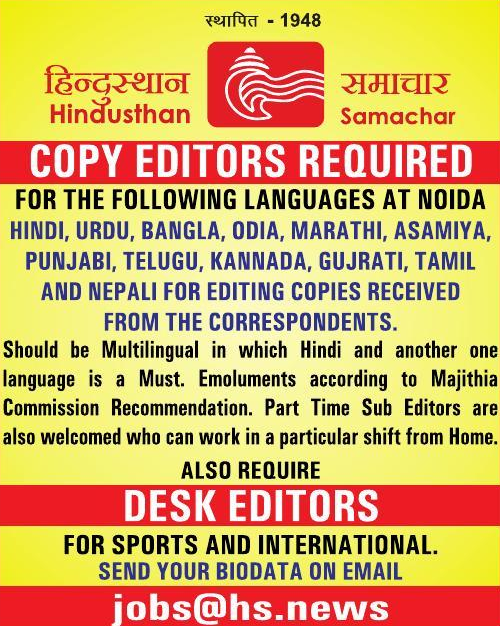 स्थापित - 1948
हिन्दुस्थान समाचार
Hindusthan Samachar
COPY EDITORS REQUIRED
FOR THE FOLLOWING LANGUAGES AT NOIDA
HINDI, URDU, BANGLA, ODIA, MARATHI, ASAMIYA,
PUNJABI, TELUGU, KANNADA, GUJRATI, TAMIL
AND NEPALI FOR EDITING COPIES RECEIVED
FROM THE CORRESPONDENTS.
Should be Multilingual in which Hindi and another one
language is a Must. Emoluments according to Majithia
Commission Recommendation. Part Time Sub Editors are
also welcomed who can work in a particular shift from Home.
ALSO REQUIRE
DESK EDITORS
FOR SPORTS AND INTERNATIONAL.
SEND YOUR BIODATA ON EMAIL
jobs@hs.news